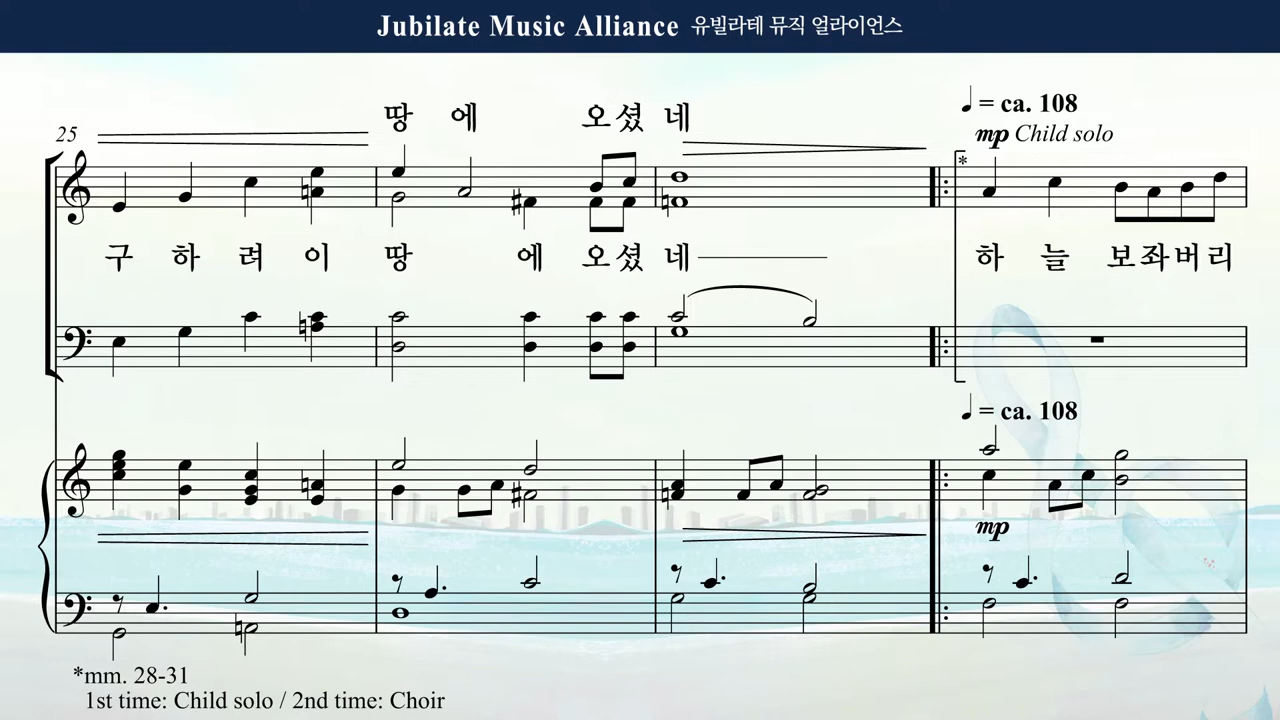 Jubilate Music Alliance 유빌라테 뮤직 얼라이언스
♩ = ca. 108
땅 에 오셨 네
25
mp Child solo
*
구 하 려 이 땅 에 오셨 네 하 늘 보좌버리
♩ = ca. 108
mp
*mm. 28-31
1st time: Child solo / 2nd time: Choir